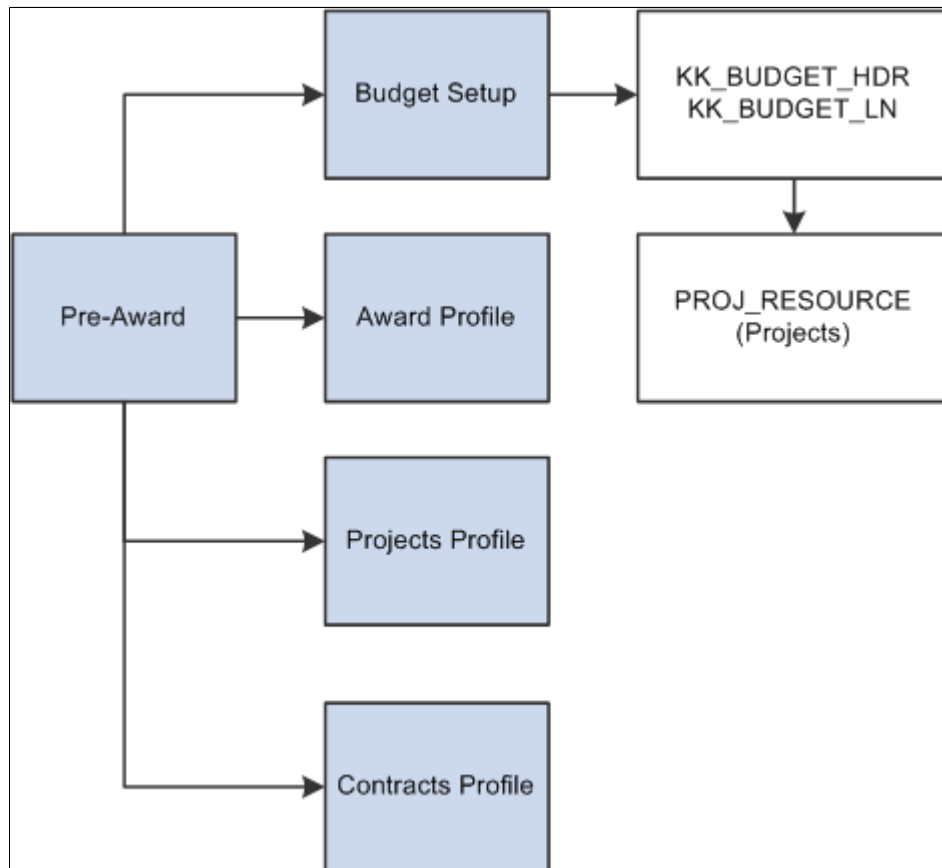 Budget Setup
KK_BUDGET_HDR
KK_BUDGET_LN
Pre-Award
Award Profile
PROJ_RESOURCE
(Projects)
Projects Profile
Contracts Profile